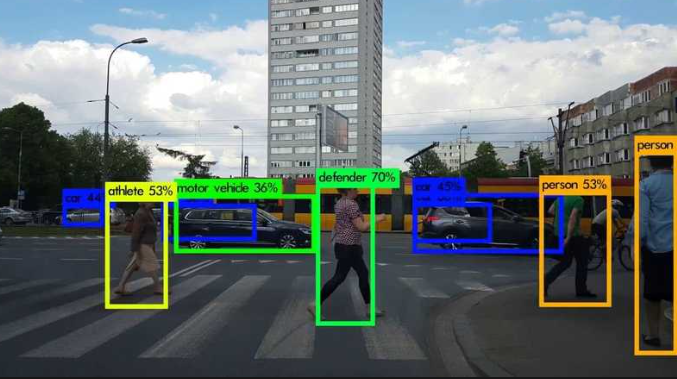 car 44
athlete 53%
motor vehicle 36%
defender 70%
car 45%
person 53%
person